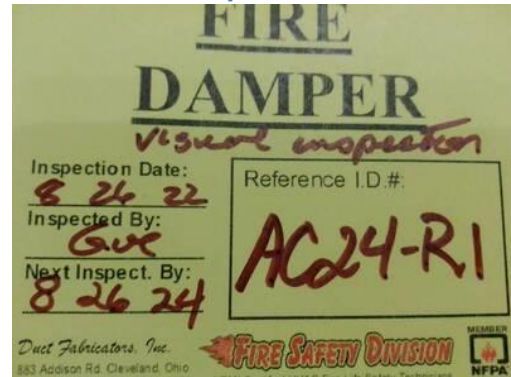 FIRE
DAMPER
visual inspection
Inspection Date:
8 26 22
Reference I.D.#:
Inspected By:
AC24-R1
Next Inspect. By:
8 26 24
Duct Fabricators, Inc.
FIRE SAFETY DIVISION
883 Addison Rd. Cleveland, Ohio
MEMBER
NFPA